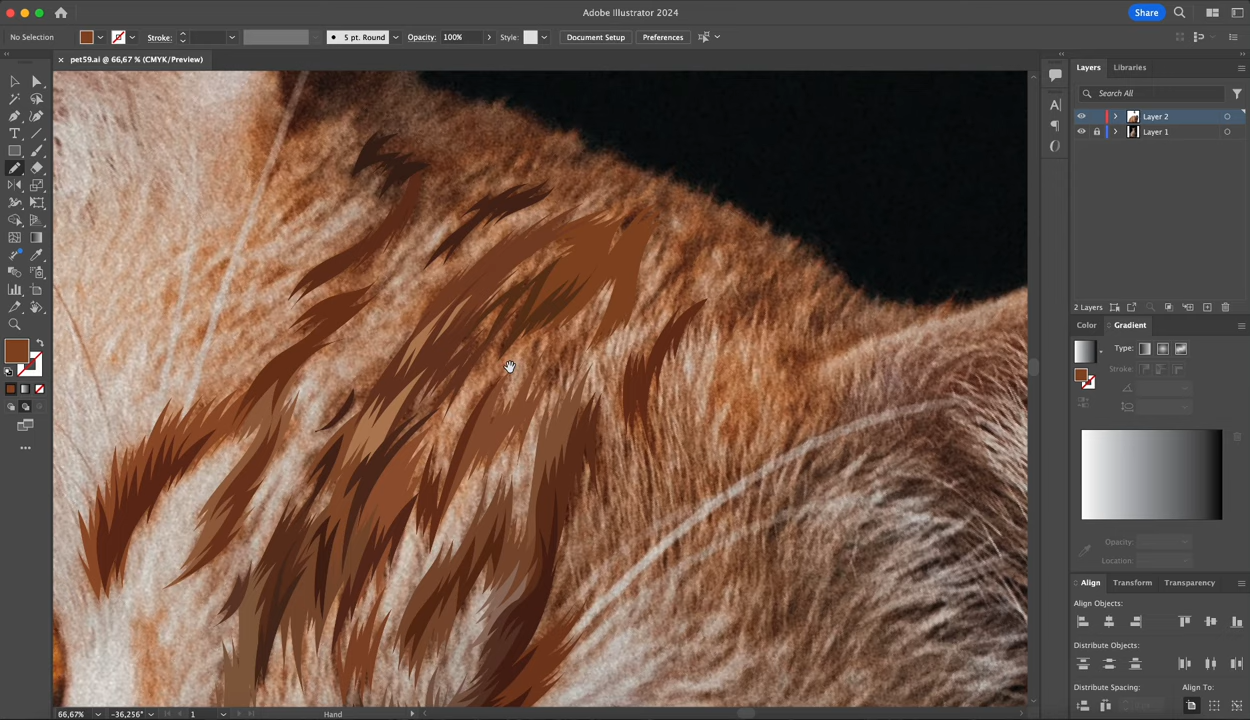 Adobe Illustrator 2024
Share
No Selection
Stroke:
5 pt. Round
Opacity:
100%
Style:
Document Setup
Preferences
pet59.ai @ 66,67 % (CMYK/Preview)
Layers
Libraries
Search All
Layer 2
Layer 1
2 Layers
Color
Gradient
Type:
Stroke:
Opacity:
Location:
Align
Transform
Transparency
Align Objects:
Distribute Objects:
Distribute Spacing:
Align To:
66,67%
-36,256°
1
Hand